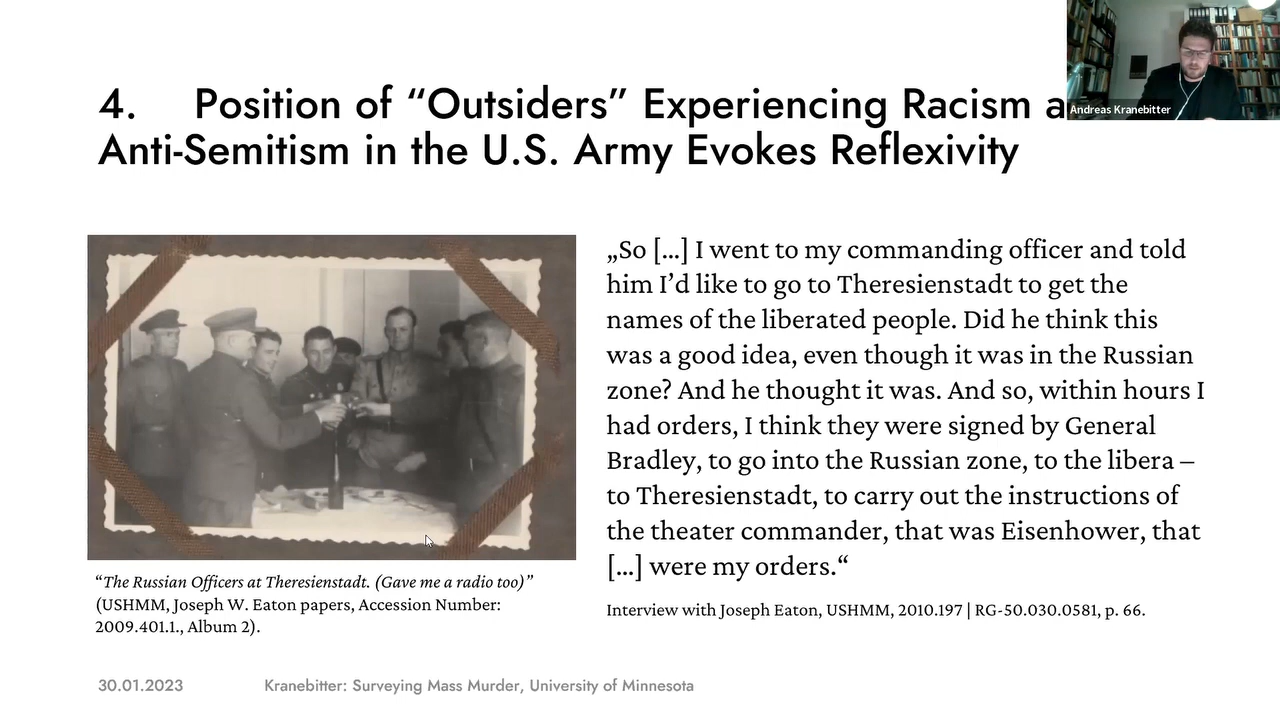 4. Position of “Outsiders” Experiencing Racism a
Anti-Semitism in the U.S. Army Evokes Reflexivity
Andreas Kranebitter
„So [...] I went to my commanding officer and told
him I’d like to go to Theresienstadt to get the
names of the liberated people. Did he think this
was a good idea, even though it was in the Russian
zone? And he thought it was. And so, within hours I
had orders, I think they were signed by General
Bradley, to go into the Russian zone, to the libera –
to Theresienstadt, to carry out the instructions of
the theater commander, that was Eisenhower, that
[...] were my orders.“
Interview with Joseph Eaton, USHMM, 2010.197 | RG-50.030.0581, p. 66.
“The Russian Officers at Theresienstadt. (Gave me a radio too)”
(USHMM, Joseph W. Eaton papers, Accession Number:
2009.401.1., Album 2).
30.01.2023 Kranebitter: Surveying Mass Murder, University of Minnesota